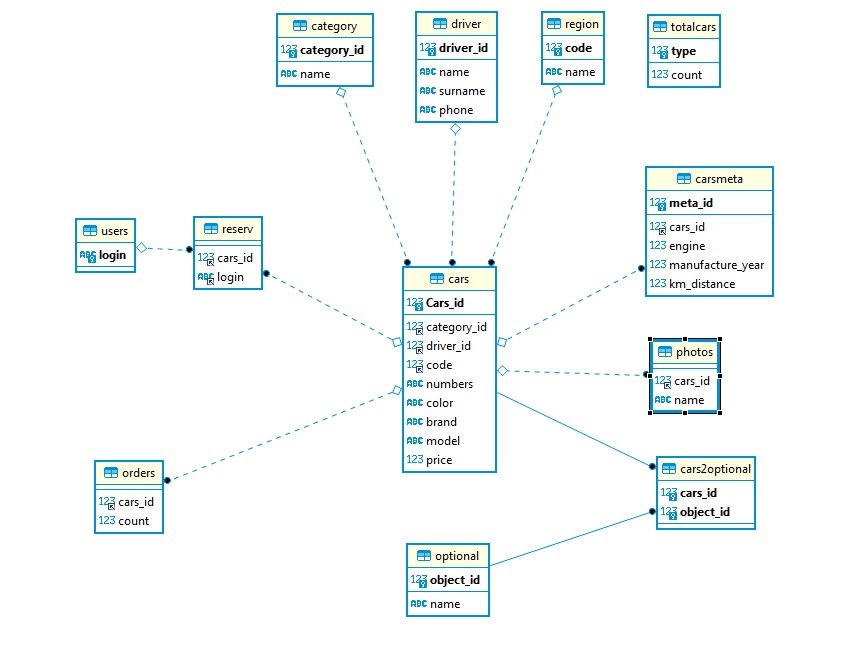 category
123 category_id
ABC name
driver
123 driver_id
ABC name
ABC surname
ABC phone
region
123 code
ABC name
totalcars
123 type
123 count
carsmeta
123 meta_id
123 cars_id
123 engine
123 manufacture_year
123 km_distance
users
ABC login
reserv
123 cars_id
ABC login
cars
123 Cars_id
123 category_id
123 driver_id
123 code
ABC numbers
ABC color
ABC brand
ABC model
123 price
photos
123 cars_id
ABC name
orders
123 cars_id
123 count
cars2optional
123 cars_id
123 object_id
optional
123 object_id
ABC name